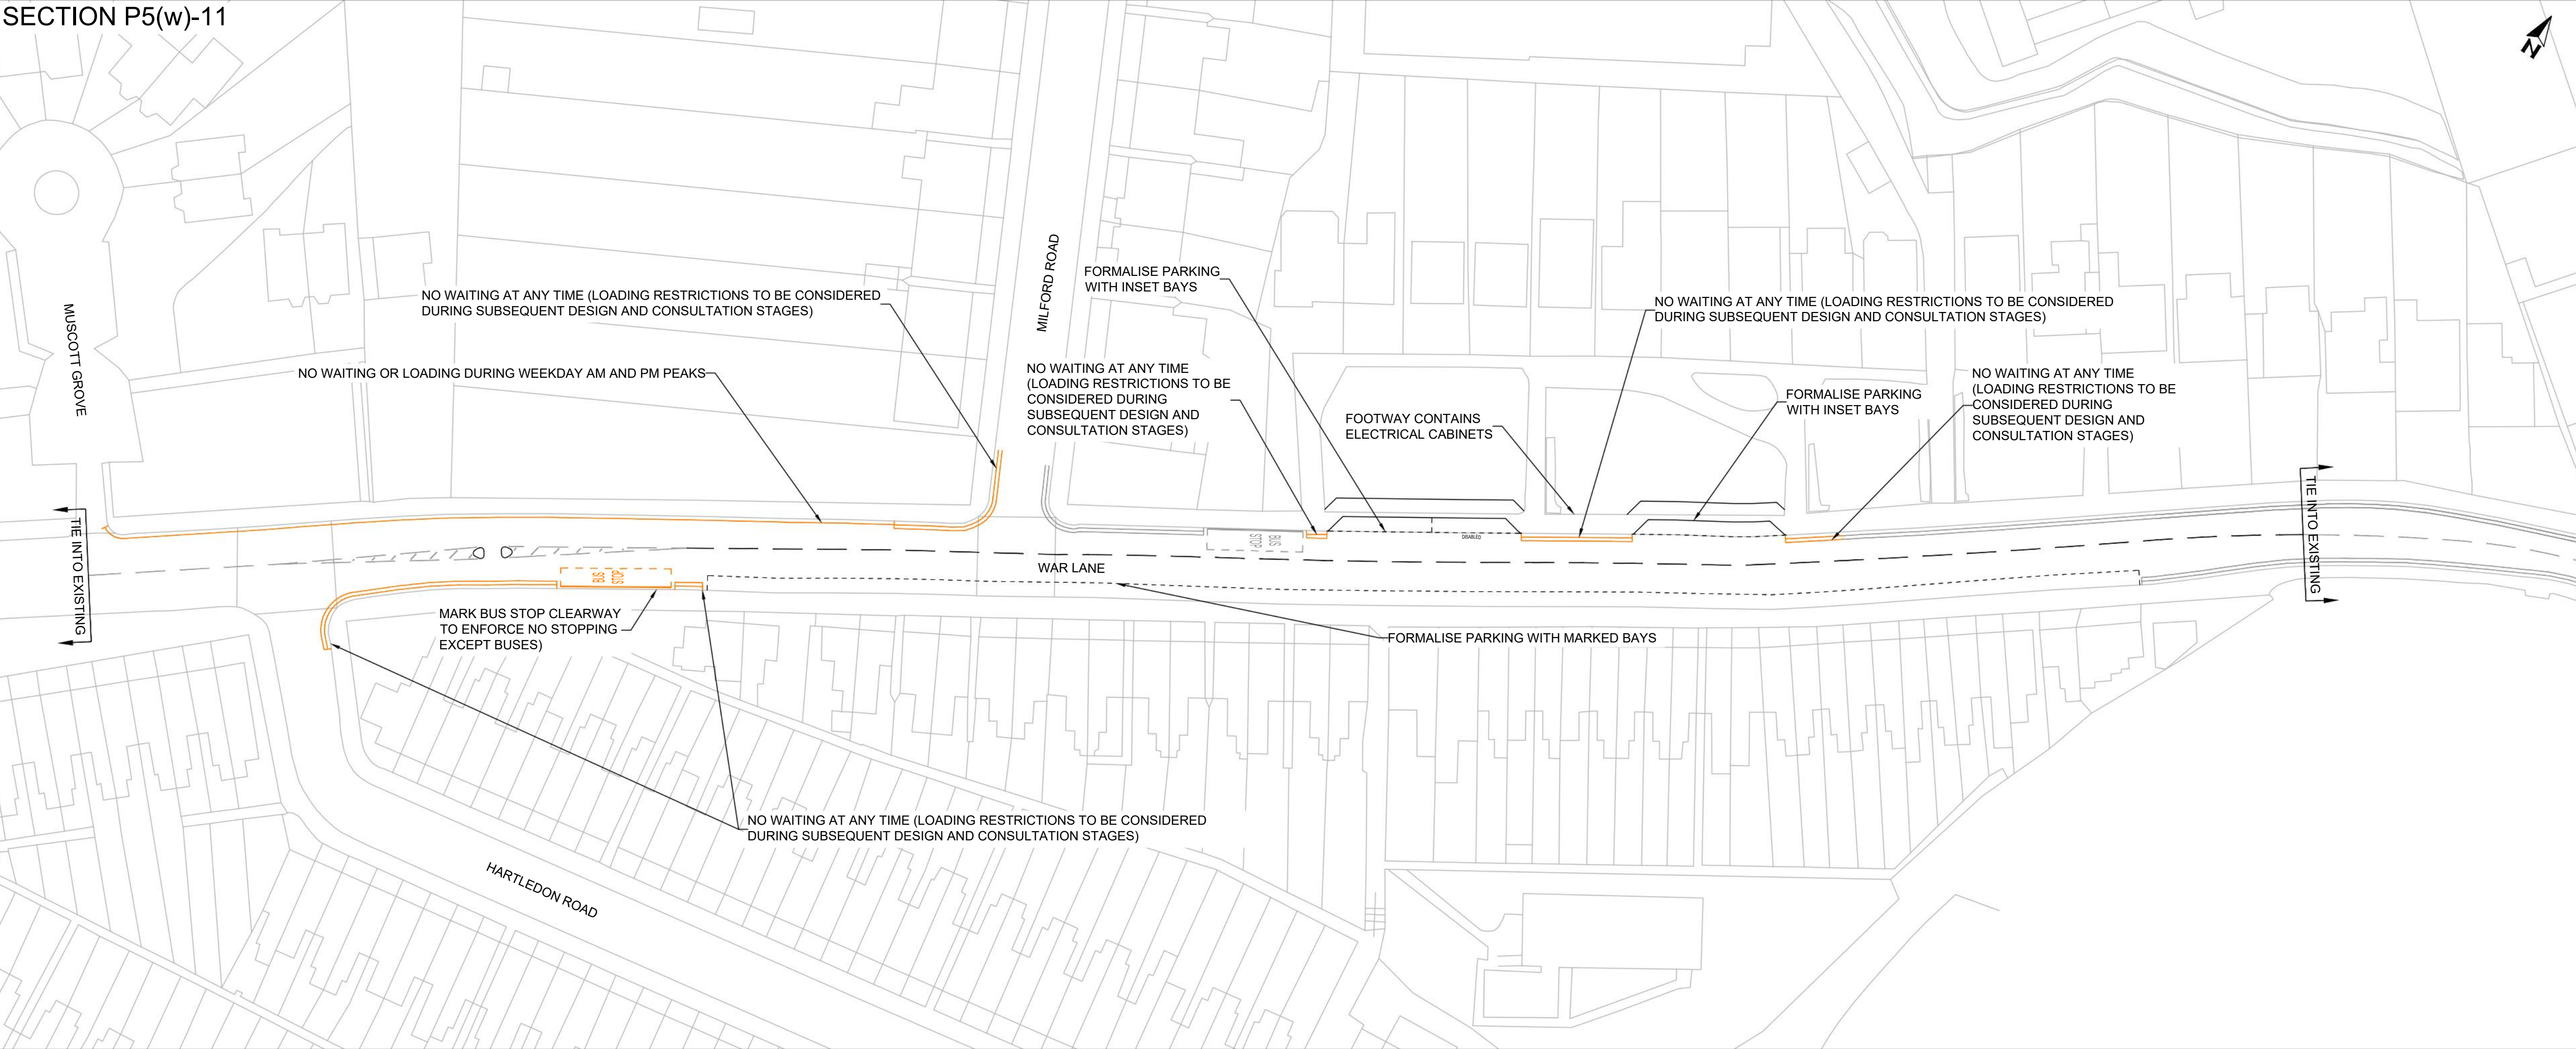 SECTION P5(w)-11
N
MUSCOTT GROVE
MILFORD ROAD
NO WAITING AT ANY TIME (LOADING RESTRICTIONS TO BE CONSIDERED
DURING SUBSEQUENT DESIGN AND CONSULTATION STAGES)
NO WAITING OR LOADING DURING WEEKDAY AM AND PM PEAKS
FORMALISE PARKING
WITH INSET BAYS
NO WAITING AT ANY TIME
(LOADING RESTRICTIONS TO BE
CONSIDERED DURING
SUBSEQUENT DESIGN AND
CONSULTATION STAGES)
FOOTWAY CONTAINS
ELECTRICAL CABINETS
NO WAITING AT ANY TIME (LOADING RESTRICTIONS TO BE CONSIDERED
DURING SUBSEQUENT DESIGN AND CONSULTATION STAGES)
FORMALISE PARKING
WITH INSET BAYS
NO WAITING AT ANY TIME
(LOADING RESTRICTIONS TO BE
CONSIDERED DURING
SUBSEQUENT DESIGN AND
CONSULTATION STAGES)
TIE INTO EXISTING
TIE INTO EXISTING
BUS
STOP
DISABLED
BUS
STOP
WAR LANE
MARK BUS STOP CLEARWAY
TO ENFORCE NO STOPPING
EXCEPT BUSES)
FORMALISE PARKING WITH MARKED BAYS
NO WAITING AT ANY TIME (LOADING RESTRICTIONS TO BE CONSIDERED
DURING SUBSEQUENT DESIGN AND CONSULTATION STAGES)
HARTLEDON ROAD